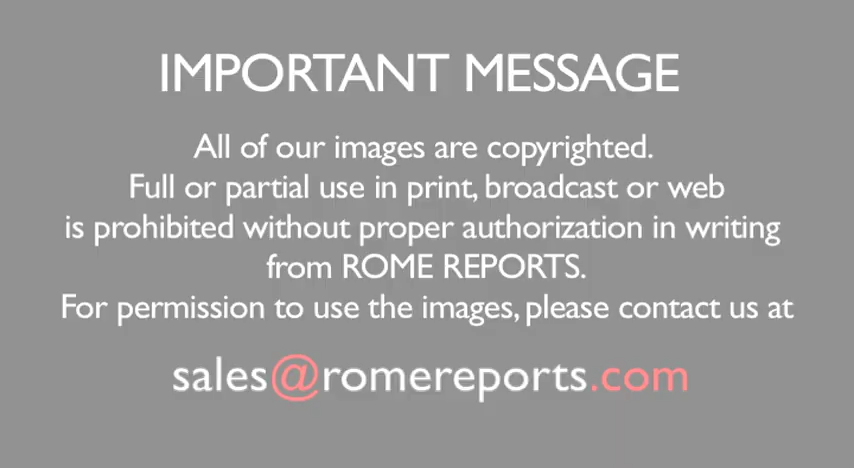 IMPORTANT MESSAGE
All of our images are copyrighted.
Full or partial use in print, broadcast or web
is prohibited without proper authorization in writing
from ROME REPORTS.
For permission to use the images, please contact us at
sales@romereports.com